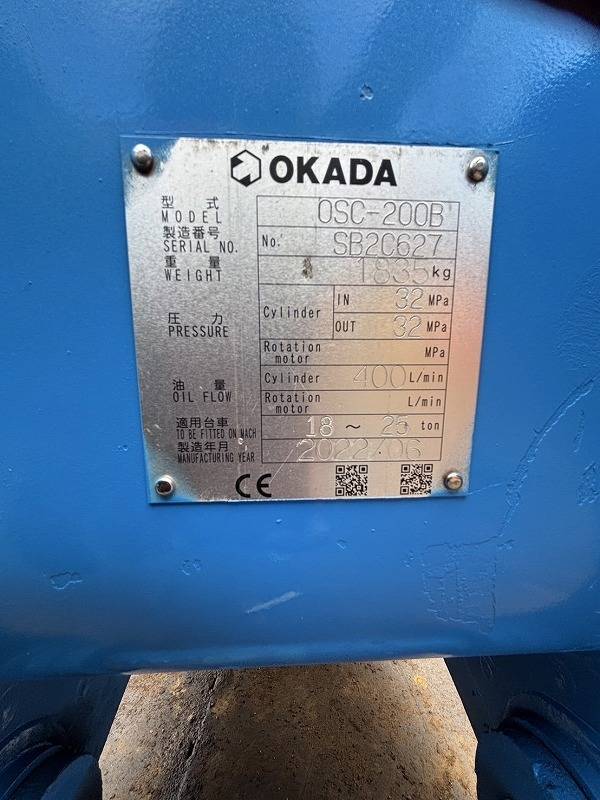 OKADA
型式 MODEL OSC-200B
製造番号 SERIAL NO. No. SB2C627
重量 WEIGHT 1835 kg
圧力 PRESSURE Cylinder IN 32 MPa
OUT 32 MPa
Rotation motor MPa
油量 OIL FLOW Cylinder 400 L/min
Rotation motor L/min
適用台車 TO BE FITTED ON MACH 18 ~ 25 ton
製造年月 MANUFACTURING YEAR 2022/06
CE